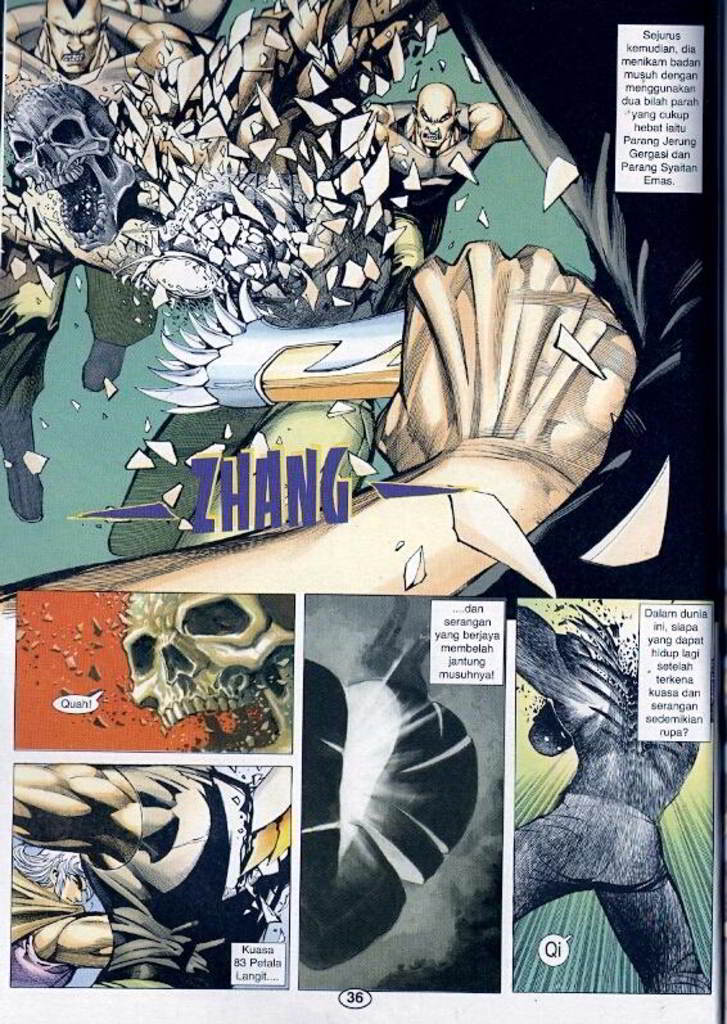 Sejurus
kemudian, dia
menikam badan
musuh dengan
menggunakan
dua bilah parah
yang cukup
hebat iaitu
Parang Jerung
Gergasi dan
Parang Syaitan
Emas.
ZHANG
Quah!
Kuasa
83 Petala
Langit....
....dan
serangan
yang berjaya
membelah
jantung
musuhnya!
Dalam dunia
ini, siapa
yang dapat
hidup lagi
setelah
terkena
kuasa dan
serangan
sedemikian
rupa?
Qi
36